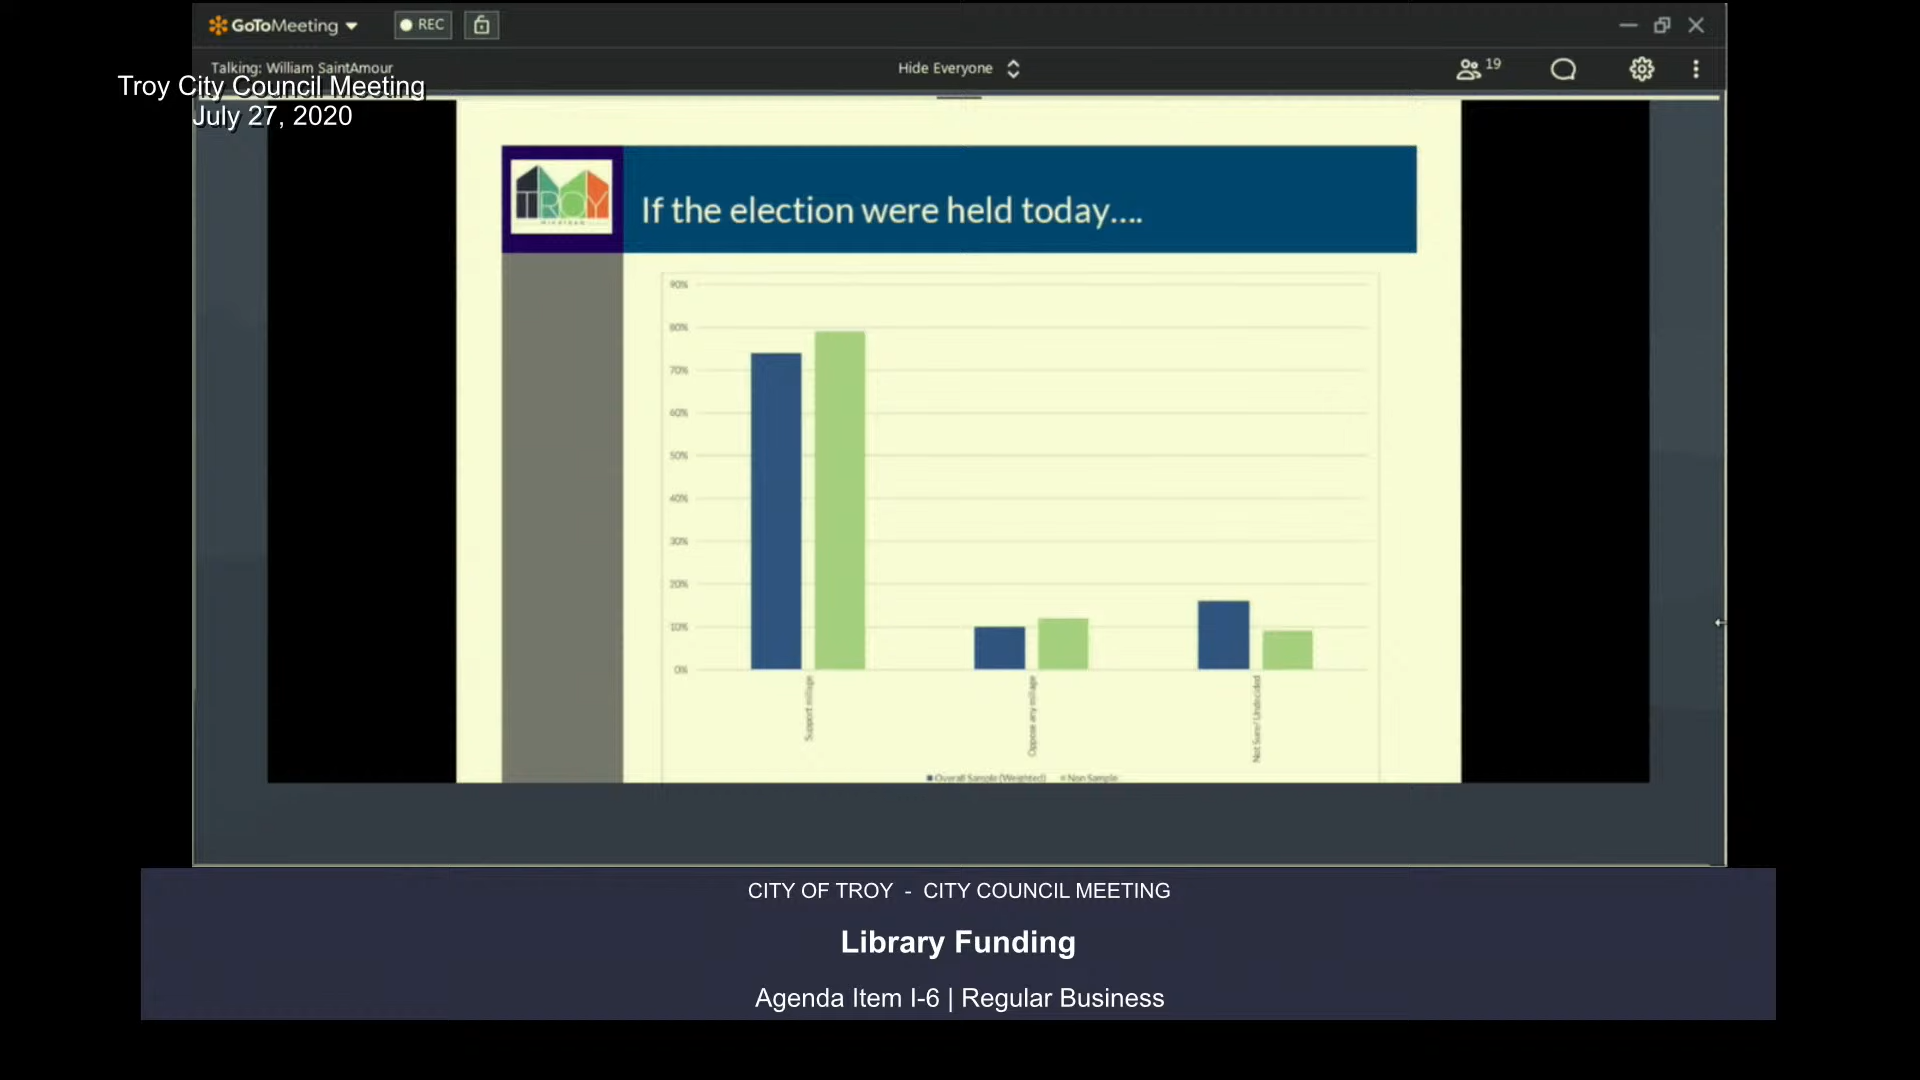 GoToMeeting
REC
Talking: William SaintAmour
Hide Everyone
19
Troy City Council Meeting
July 27, 2020
TROY
If the election were held today....
90%
80%
70%
60%
50%
40%
30%
20%
10%
0%
Support millage
Oppose any millage
Not Sure/ Undecided
Overall Sample (Weighted)
Non Sample
CITY OF TROY - CITY COUNCIL MEETING
Library Funding
Agenda Item I-6 | Regular Business